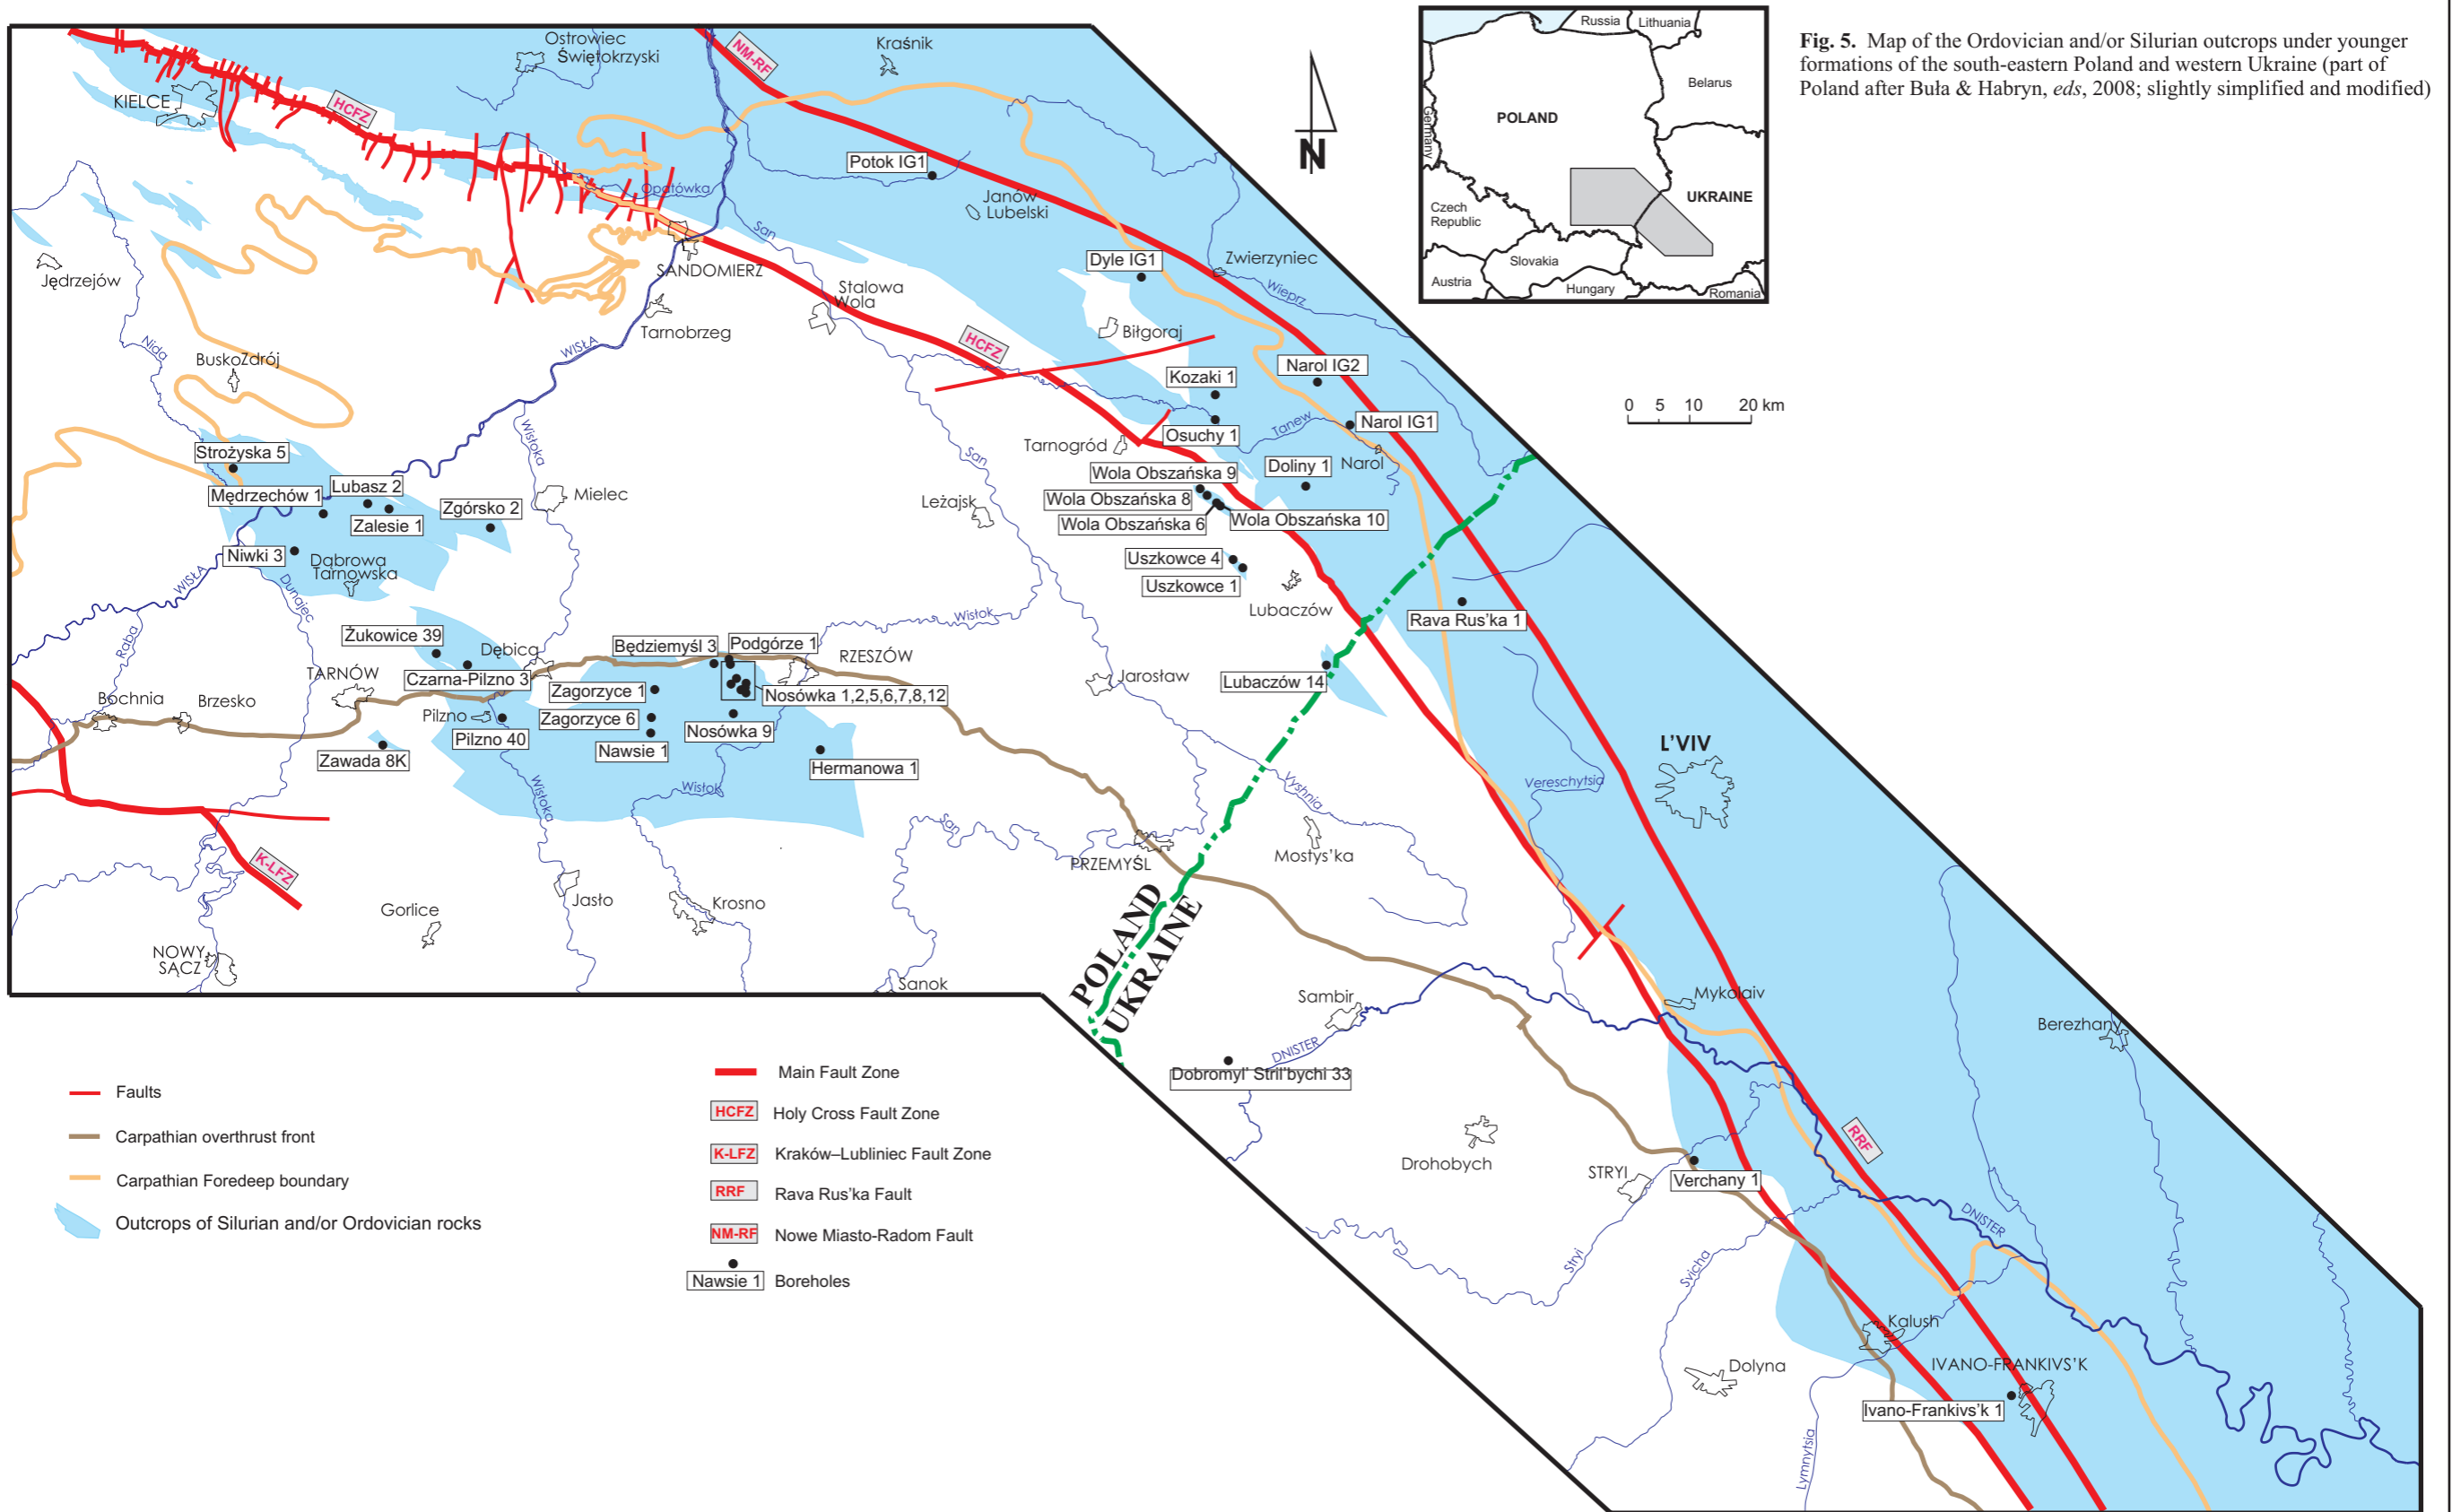 Fig. 5. Map of the Ordovician and/or Silurian outcrops under younger
formations of the south-eastern Poland and western Ukraine (part of
Poland after Buła & Habryn, eds, 2008; slightly simplified and modified)
Russia
Lithuania
Belarus
Germany
POLAND
UKRAINE
Czech
Republic
Slovakia
Austria
Hungary
Romania
N
0 5 10 20 km
Ostrowiec
Świętokrzyski
NM-RF
Kraśnik
KIELCE
HCFZ
Potok IG1
Opatówka
Janów
Lubelski
San
Jędrzejów
SANDOMIERZ
Dyle IG1
Zwierzyniec
Wieprz
Stalowa
Wola
Tarnobrzeg
Biłgoraj
Nida
WISŁA
HCFZ
BuskoZdrój
Narol IG2
Kozaki 1
Narol IG1
Tanew
Osuchy 1
Tarnogród
Wisłoka
San
Strożyska 5
Narol
Doliny 1
Wola Obszańska 9
Lubasz 2
Mędrzechów 1
Mielec
Wola Obszańska 8
Zgórsko 2
Leżajsk
Zalesie 1
Wola Obszańska 6
Wola Obszańska 10
Niwki 3
Dąbrowa
Tarnowska
Uszkowce 4
WISŁA
Dunajec
Uszkowce 1
Lubaczów
Wisłok
Rava Rus'ka 1
Raba
Żukowice 39
Dębica
Będziemyśl 3
Podgórze 1
RZESZÓW
TARNÓW
Czarna-Pilzno 3
Zagorzyce 1
Nosówka 1,2,5,6,7,8,12
Jarosław
Lubaczów 14
Bochnia
Brzesko
Pilzno
Zagorzyce 6
Pilzno 40
Nosówka 9
L'VIV
Nawsie 1
Zawada 8K
Hermanowa 1
Wisłoka
Wisłok
Vyshnia
Vereschytsia
San
Mostys'ka
PRZEMYŚL
K-LFZ
Jasło
Krosno
Gorlice
POLAND
UKRAINE
NOWY
SĄCZ
Sanok
Sambir
Mykolaiv
Berezhany
DNISTER
Dobromyl' Stril'bychi 33
RRF
Drohobych
STRYI
Verchany 1
DNISTER
Stryi
Svicha
Kalush
Dolyna
IVANO-FRANKIVS'K
Ivano-Frankivs'k 1
Lymnytsia
Faults
Carpathian overthrust front
Carpathian Foredeep boundary
Outcrops of Silurian and/or Ordovician rocks
Main Fault Zone
HCFZ Holy Cross Fault Zone
K-LFZ Kraków–Lubliniec Fault Zone
RRF Rava Rus'ka Fault
NM-RF Nowe Miasto-Radom Fault
Nawsie 1 Boreholes